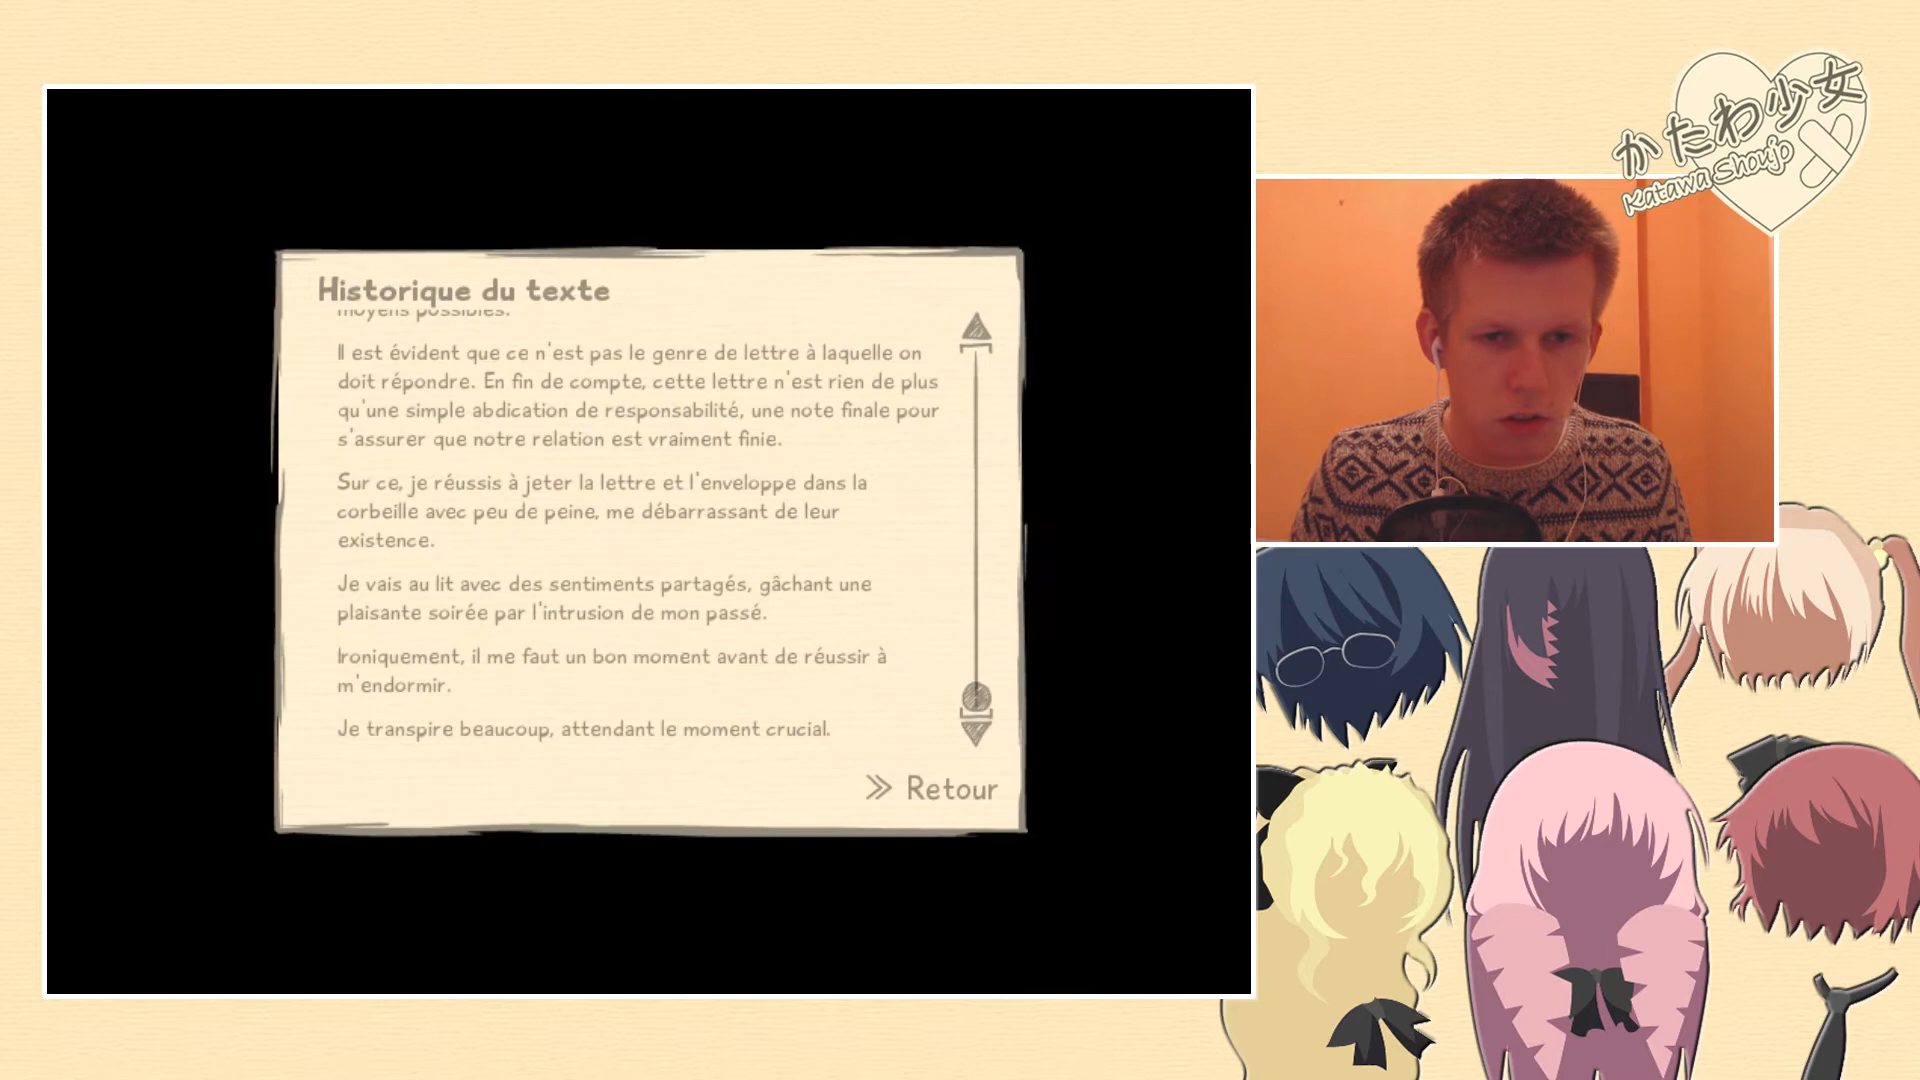 かたわ少女
Katawa Shoujo
Historique du texte
moyens possibles.
Il est évident que ce n'est pas le genre de lettre à laquelle on
doit répondre. En fin de compte, cette lettre n'est rien de plus
qu'une simple abdication de responsabilité, une note finale pour
s'assurer que notre relation est vraiment finie.
Sur ce, je réussis à jeter la lettre et l'enveloppe dans la
corbeille avec peu de peine, me débarrassant de leur
existence.
Je vais au lit avec des sentiments partagés, gâchant une
plaisante soirée par l'intrusion de mon passé.
Ironiquement, il me faut un bon moment avant de réussir à
m'endormir.
Je transpire beaucoup, attendant le moment crucial.
Retour